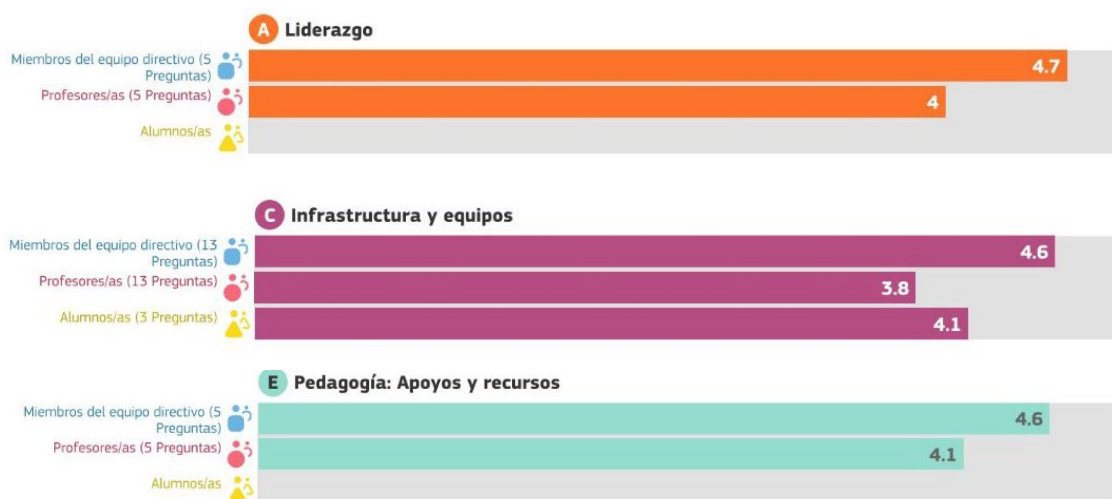 A Liderazgo
Miembros del equipo directivo (5
Preguntas)
4.7
Profesores/as (5 Preguntas)
4
Alumnos/as
C Infrastructura y equipos
Miembros del equipo directivo (13
Preguntas)
4.6
Profesores/as (13 Preguntas)
3.8
Alumnos/as (3 Preguntas)
4.1
E Pedagogía: Apoyos y recursos
Miembros del equipo directivo (5
Preguntas)
4.6
Profesores/as (5 Preguntas)
4.1
Alumnos/as